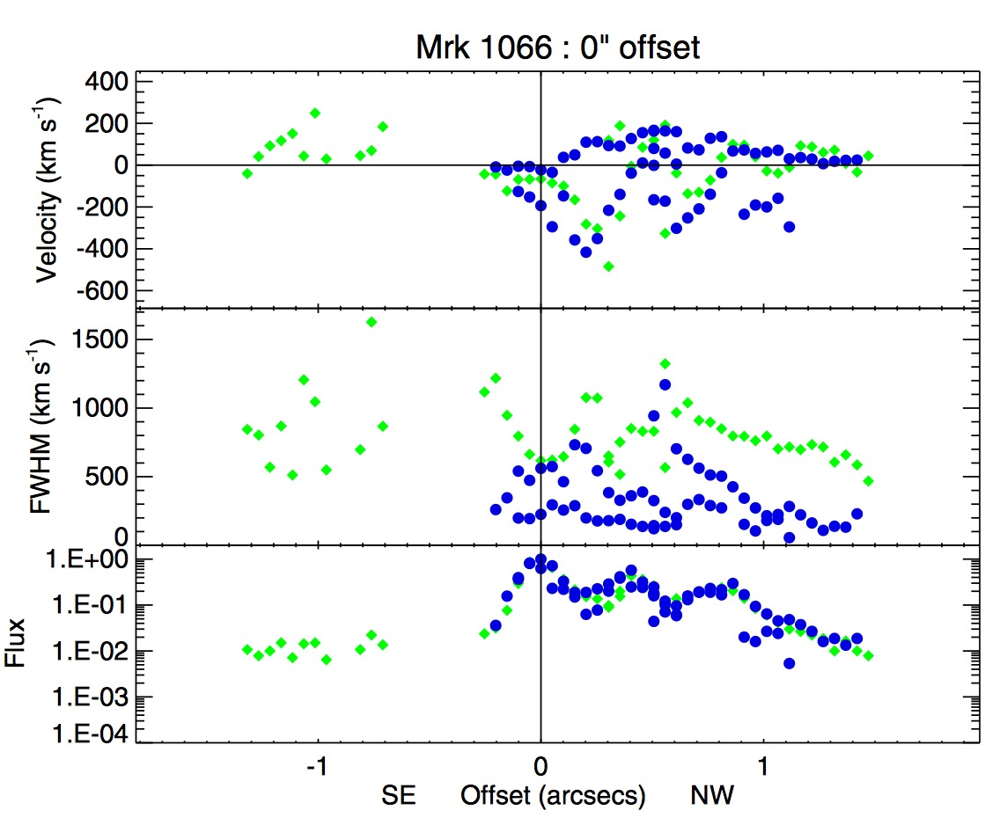 Mrk 1066 : 0" offset
400
200
0
-200
-400
-600
Velocity (km s-1)
1500
1000
500
0
FWHM (km s-1)
1.E+00
1.E-01
1.E-02
1.E-03
1.E-04
Flux
-1 0 1
SE Offset (arcsecs) NW